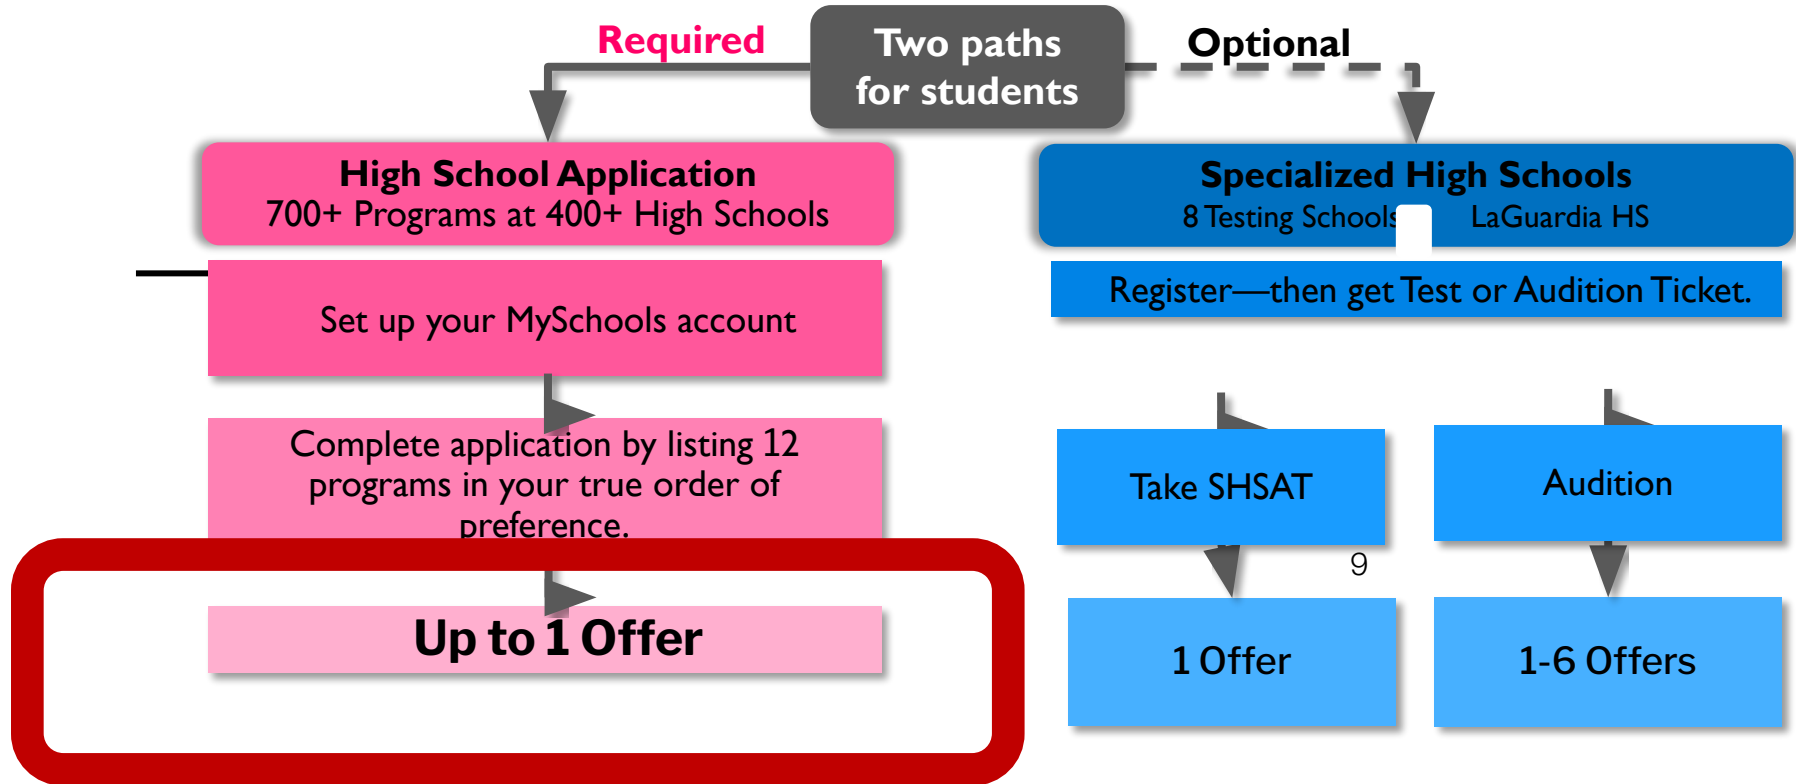 Required
Two paths
for students
Optional
High School Application
700+ Programs at 400+ High Schools
Set up your MySchools account
Complete application by listing 12
programs in your true order of
preference.
Up to 1 Offer
Specialized High Schools
8 Testing Schools
LaGuardia HS
Register—then get Test or Audition Ticket.
Take SHSAT
Audition
9
1 Offer
1-6 Offers